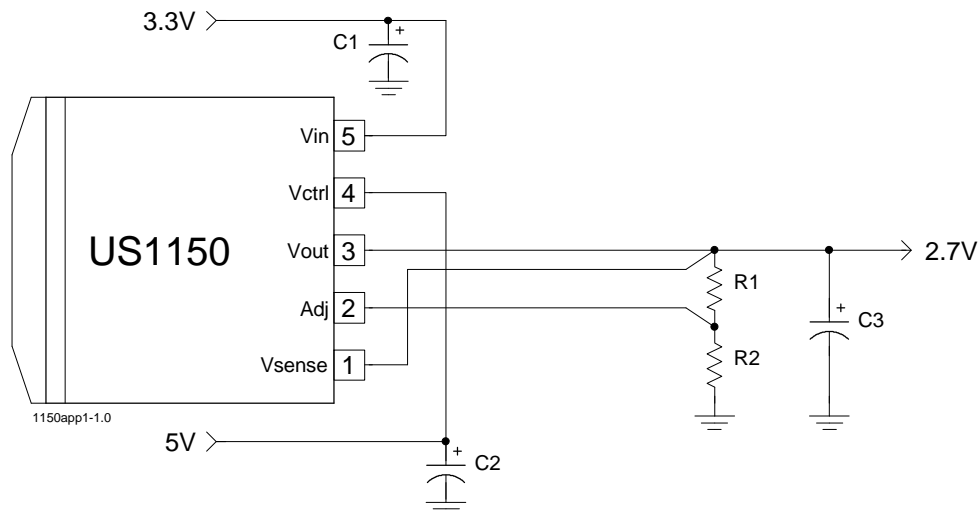 3.3V
C1
+
Vin 5
Vctrl 4
US1150
Vout 3
2.7V
R1
Adj 2
+
C3
R2
Vsense 1
1150app1-1.0
5V
+
C2